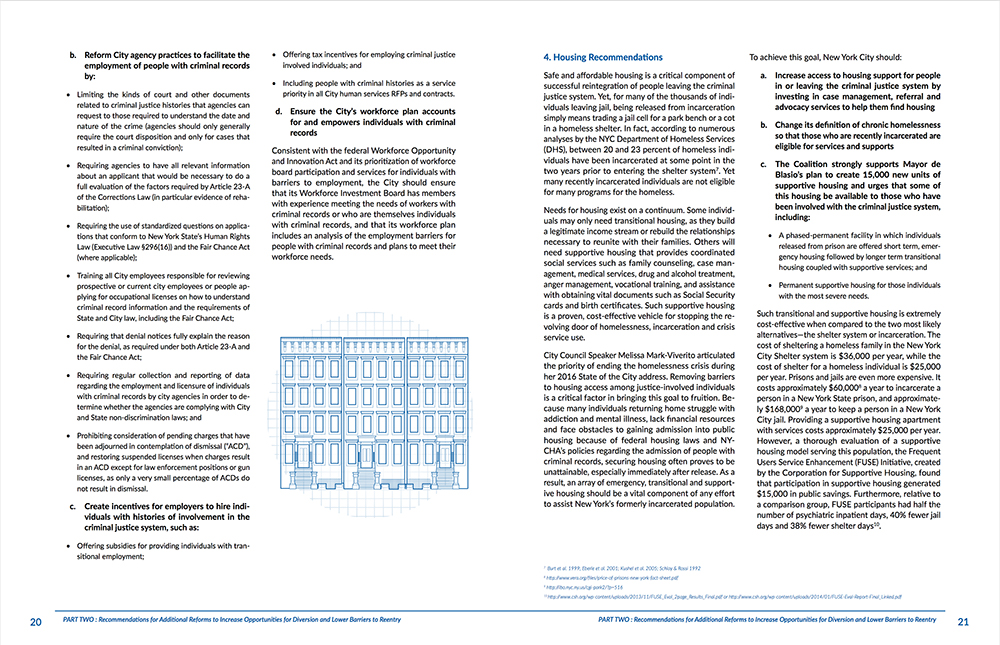 b. Reform City agency practices to facilitate the
employment of people with criminal records
by:
• Limiting the kinds of court and other documents
related to criminal justice histories that agencies can
request to those required to understand the date and
nature of the crime (agencies should only generally
require the court disposition and only for cases that
resulted in a criminal conviction);
• Requiring agencies to have all relevant information
about an applicant that would be necessary to do a
full evaluation of the factors required by Article 23-A
of the Corrections Law (in particular evidence of reha-
bilitation);
• Requiring the use of standardized questions on applica-
tions that conform to New York State's Human Rights
Law (Executive Law §296(16)) and the Fair Chance Act
(where applicable);
• Training all City employees responsible for reviewing
prospective or current city employees or people ap-
plying for occupational licenses on how to understand
criminal record information and the requirements of
State and City law, including the Fair Chance Act;
• Requiring that denial notices fully explain the reason
for the denial, as required under both Article 23-A and
the Fair Chance Act;
• Requiring regular collection and reporting of data
regarding the employment and licensure of individuals
with criminal records by city agencies in order to de-
termine whether the agencies are complying with City
and State non-discrimination laws; and
• Prohibiting consideration of pending charges that have
been adjourned in contemplation of dismissal ("ACD"),
and restoring suspended licenses when charges result
in an ACD except for law enforcement positions or gun
licenses, as only a very small percentage of ACDs do
not result in dismissal.
c. Create incentives for employers to hire indi-
viduals with histories of involvement in the
criminal justice system, such as:
• Offering subsidies for providing individuals with tran-
sitional employment;
• Offering tax incentives for employing criminal justice
involved individuals; and
• Including people with criminal histories as a service
priority in all City human services RFPs and contracts.
d. Ensure the City's workforce plan accounts
for and empowers individuals with criminal
records
Consistent with the federal Workforce Opportunity
and Innovation Act and its prioritization of workforce
board participation and services for individuals with
barriers to employment, the City should ensure
that its Workforce Investment Board has members
with experience meeting the needs of workers with
criminal records or who are themselves individuals
with criminal records, and that its workforce plan
includes an analysis of the employment barriers for
people with criminal records and plans to meet their
workforce needs.
20 PART TWO : Recommendations for Additional Reforms to Increase Opportunities for Diversion and Lower Barriers to Reentry
4. Housing Recommendations
Safe and affordable housing is a critical component of
successful reintegration of people leaving the criminal
justice system. Yet, for many of the thousands of indi-
viduals leaving jail, being released from incarceration
simply means trading a jail cell for a park bench or a cot
in a homeless shelter. In fact, according to numerous
analyses by the NYC Department of Homeless Services
(DHS), between 20 and 23 percent of homeless indi-
viduals have been incarcerated at some point in the
two years prior to entering the shelter system⁷. Yet
many recently incarcerated individuals are not eligible
for many programs for the homeless.
Needs for housing exist on a continuum. Some individ-
uals may only need transitional housing, as they build
a legitimate income stream or rebuild the relationships
necessary to reunite with their families. Others will
need supportive housing that provides coordinated
social services such as family counseling, case man-
agement, medical services, drug and alcohol treatment,
anger management, vocational training, and assistance
with obtaining vital documents such as Social Security
cards and birth certificates. Such supportive housing
is a proven, cost-effective vehicle for stopping the re-
volving door of homelessness, incarceration and crisis
service use.
City Council Speaker Melissa Mark-Viverito articulated
the priority of ending the homelessness crisis during
her 2016 State of the City address. Removing barriers
to housing access among justice-involved individuals
is a critical factor in bringing this goal to fruition. Be-
cause many individuals returning home struggle with
addiction and mental illness, lack financial resources
and face obstacles to gaining admission into public
housing because of federal housing laws and NY-
CHA's policies regarding the admission of people with
criminal records, securing housing often proves to be
unattainable, especially immediately after release. As a
result, an array of emergency, transitional and support-
ive housing should be a vital component of any effort
to assist New York's formerly incarcerated population.
To achieve this goal, New York City should:
a. Increase access to housing support for people
in or leaving the criminal justice system by
investing in case management, referral and
advocacy services to help them find housing
b. Change its definition of chronic homelessness
so that those who are recently incarcerated are
eligible for services and supports
c. The Coalition strongly supports Mayor de
Blasio's plan to create 15,000 new units of
supportive housing and urges that some of
this housing be available to those who have
been involved with the criminal justice system,
including:
• A phased-permanent facility in which individuals
released from prison are offered short term, emer-
gency housing followed by longer term transitional
housing coupled with supportive services; and
• Permanent supportive housing for those individuals
with the most severe needs.
Such transitional and supportive housing is extremely
cost-effective when compared to the two most likely
alternatives—the shelter system or incarceration. The
cost of sheltering a homeless family in the New York
City Shelter system is $36,000 per year, while the
cost of shelter for a homeless individual is $25,000
per year. Prisons and jails are even more expensive. It
costs approximately $60,000⁸ a year to incarcerate a
person in a New York State prison, and approximate-
ly $168,000⁹ a year to keep a person in a New York
City jail. Providing a supportive housing apartment
with services costs approximately $25,000 per year.
However, a thorough evaluation of a supportive
housing model serving this population, the Frequent
Users Service Enhancement (FUSE) Initiative, created
by the Corporation for Supportive Housing, found
that participation in supportive housing generated
$15,000 in public savings. Furthermore, relative to
a comparison group, FUSE participants had half the
number of psychiatric inpatient days, 40% fewer jail
days and 38% fewer shelter days¹⁰.
⁷ Burt et al. 1999, Eberle et al. 2001, Kushel et al. 2005, Schlay & Rossi 1992
⁸ http://www.vera.org/files/price-of-prisons-new-york-fact-sheet.pdf
⁹ http://ibo.nyc.ny.us/cgi-park2/?p=516
¹⁰ http://www.csh.org/wp-content/uploads/2013/11/FUSE_Eval_2page_Results_Final.pdf or http://www.csh.org/wp-content/uploads/2014/01/FUSE-Eval-Report-Final_Linked.pdf
PART TWO : Recommendations for Additional Reforms to Increase Opportunities for Diversion and Lower Barriers to Reentry 21